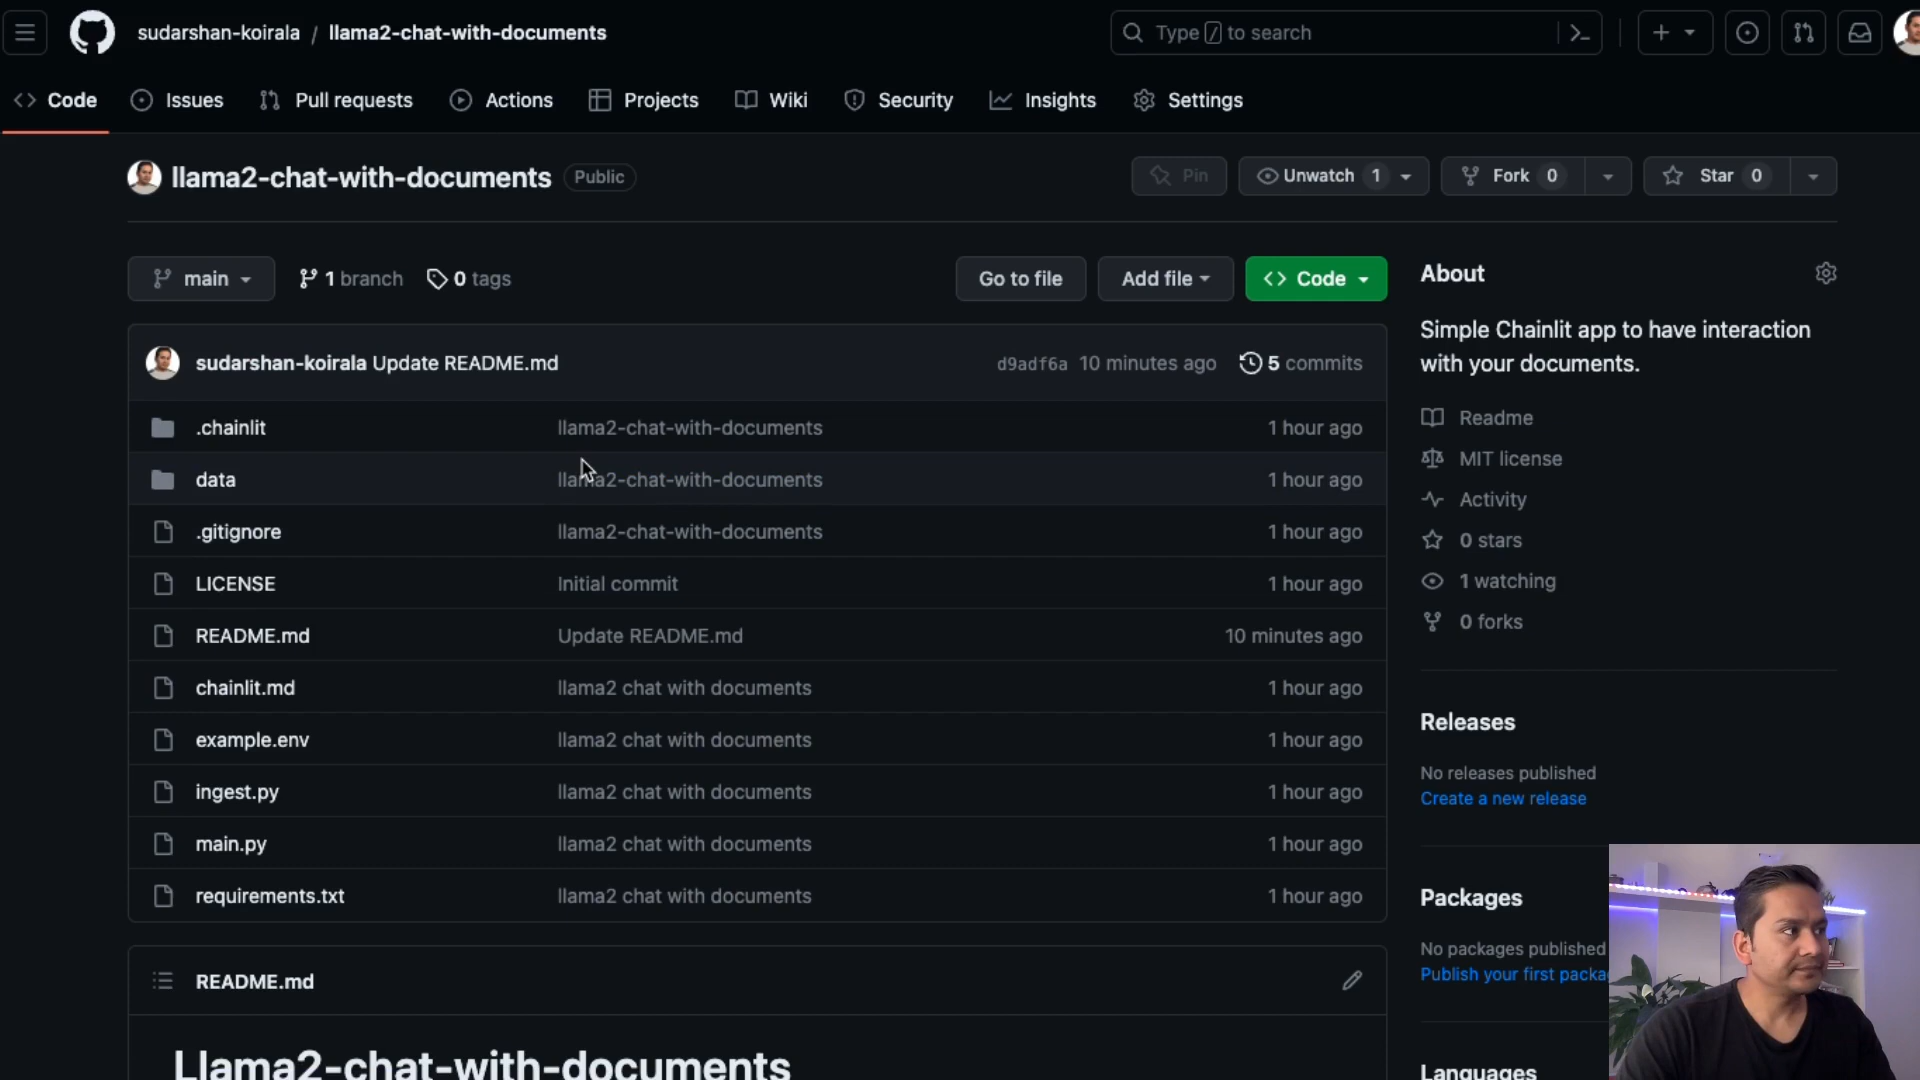 sudarshan-koirala / llama2-chat-with-documents
Type / to search
Code Issues Pull requests Actions Projects Wiki Security Insights Settings
llama2-chat-with-documents Public
Pin Unwatch 1 Fork 0 Star 0
main 1 branch 0 tags Go to file Add file Code
sudarshan-koirala Update README.md d9adf6a 10 minutes ago 5 commits
.chainlit llama2-chat-with-documents 1 hour ago
data llama2-chat-with-documents 1 hour ago
.gitignore llama2-chat-with-documents 1 hour ago
LICENSE Initial commit 1 hour ago
README.md Update README.md 10 minutes ago
chainlit.md llama2 chat with documents 1 hour ago
example.env llama2 chat with documents 1 hour ago
ingest.py llama2 chat with documents 1 hour ago
main.py llama2 chat with documents 1 hour ago
requirements.txt llama2 chat with documents 1 hour ago
README.md
Llama2-chat-with-documents
About
Simple Chainlit app to have interaction
with your documents.
Readme
MIT license
Activity
0 stars
1 watching
0 forks
Releases
No releases published
Create a new release
Packages
No packages published
Publish your first packa
Languages